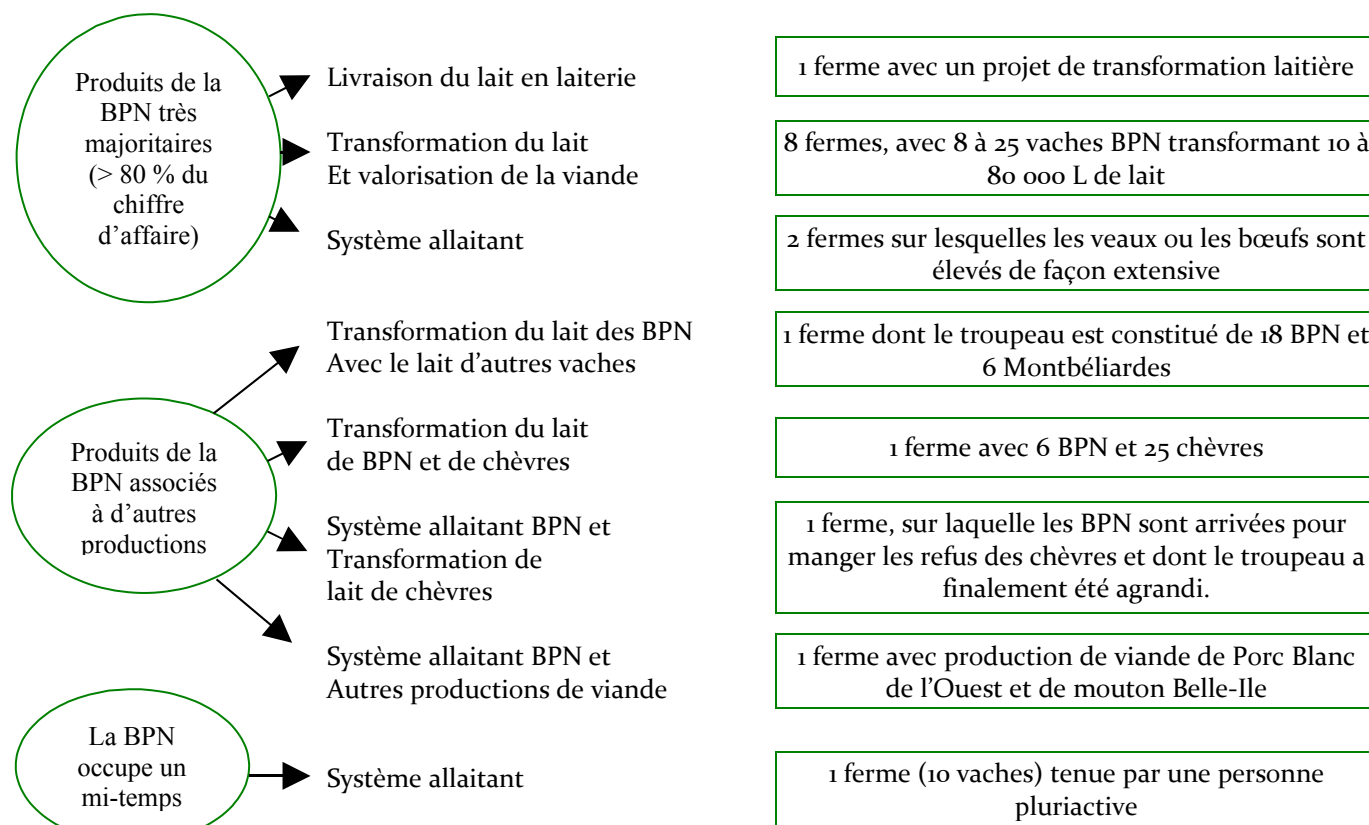 Produits de la
BPN très
majoritaires
(> 80 % du
chiffre
d'affaire)
Livraison du lait en laiterie
1 ferme avec un projet de transformation laitière
Transformation du lait
Et valorisation de la viande
8 fermes, avec 8 à 25 vaches BPN transformant 10 à
80 000 L de lait
Système allaitant
2 fermes sur lesquelles les veaux ou les bœufs sont
élevés de façon extensive
Produits de la
BPN associés
à d'autres
productions
Transformation du lait des BPN
Avec le lait d'autres vaches
1 ferme dont le troupeau est constitué de 18 BPN et
6 Montbéliardes
Transformation du lait
de BPN et de chèvres
1 ferme avec 6 BPN et 25 chèvres
Système allaitant BPN et
Transformation de
lait de chèvres
1 ferme, sur laquelle les BPN sont arrivées pour
manger les refus des chèvres et dont le troupeau a
finalement été agrandi.
Système allaitant BPN et
Autres productions de viande
1 ferme avec production de viande de Porc Blanc
de l'Ouest et de mouton Belle-Ile
La BPN
occupe un
mi-temps
Système allaitant
1 ferme (10 vaches) tenue par une personne
pluriactive